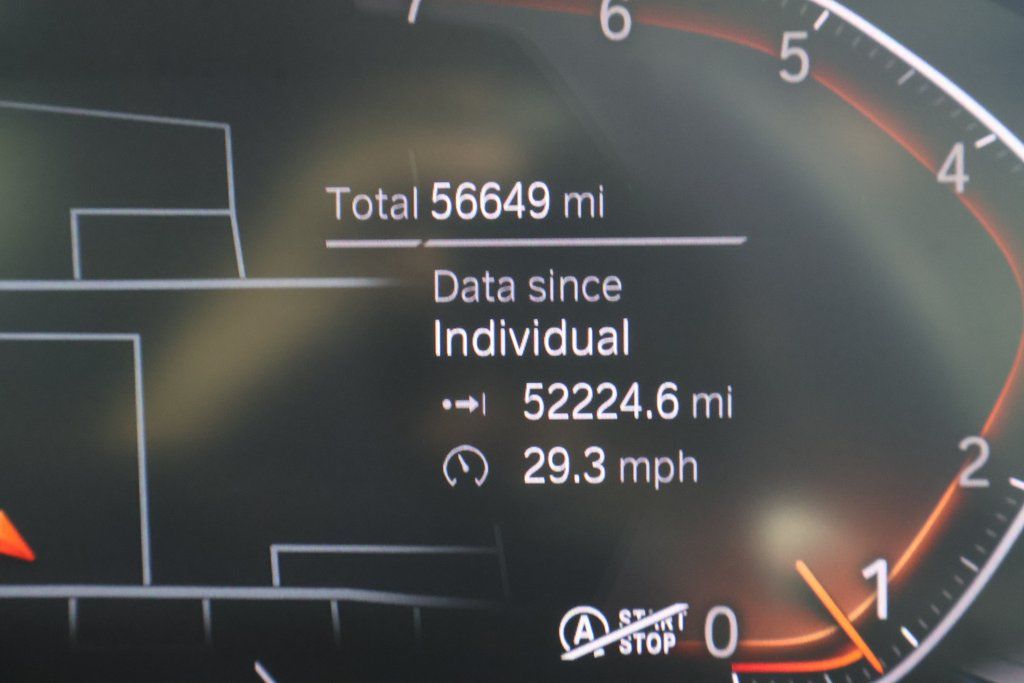 7
6
5
4
Total 56649 mi
Data since
Individual
52224.6 mi
2
29.3 mph
1
A START
STOP 0